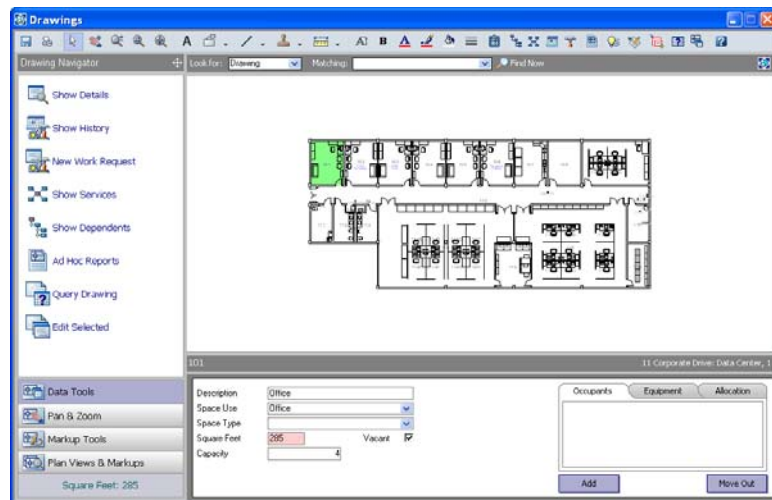 Drawings
A B A
Drawing Navigator Look for: Drawing Matching: Find Now
Show Details
Show History
New Work Request
Show Services
Show Dependents
Ad Hoc Reports
Query Drawing
Edit Selected
101 11 Corporate Drive: Data Center, 1
Data Tools
Pan & Zoom
Markup Tools
Plan Views & Markups
Square Feet: 285
Description Office
Space Use Office
Space Type
Square Feet 285 Vacant
Capacity 4
Occupants Equipment Allocation
Add Move Out